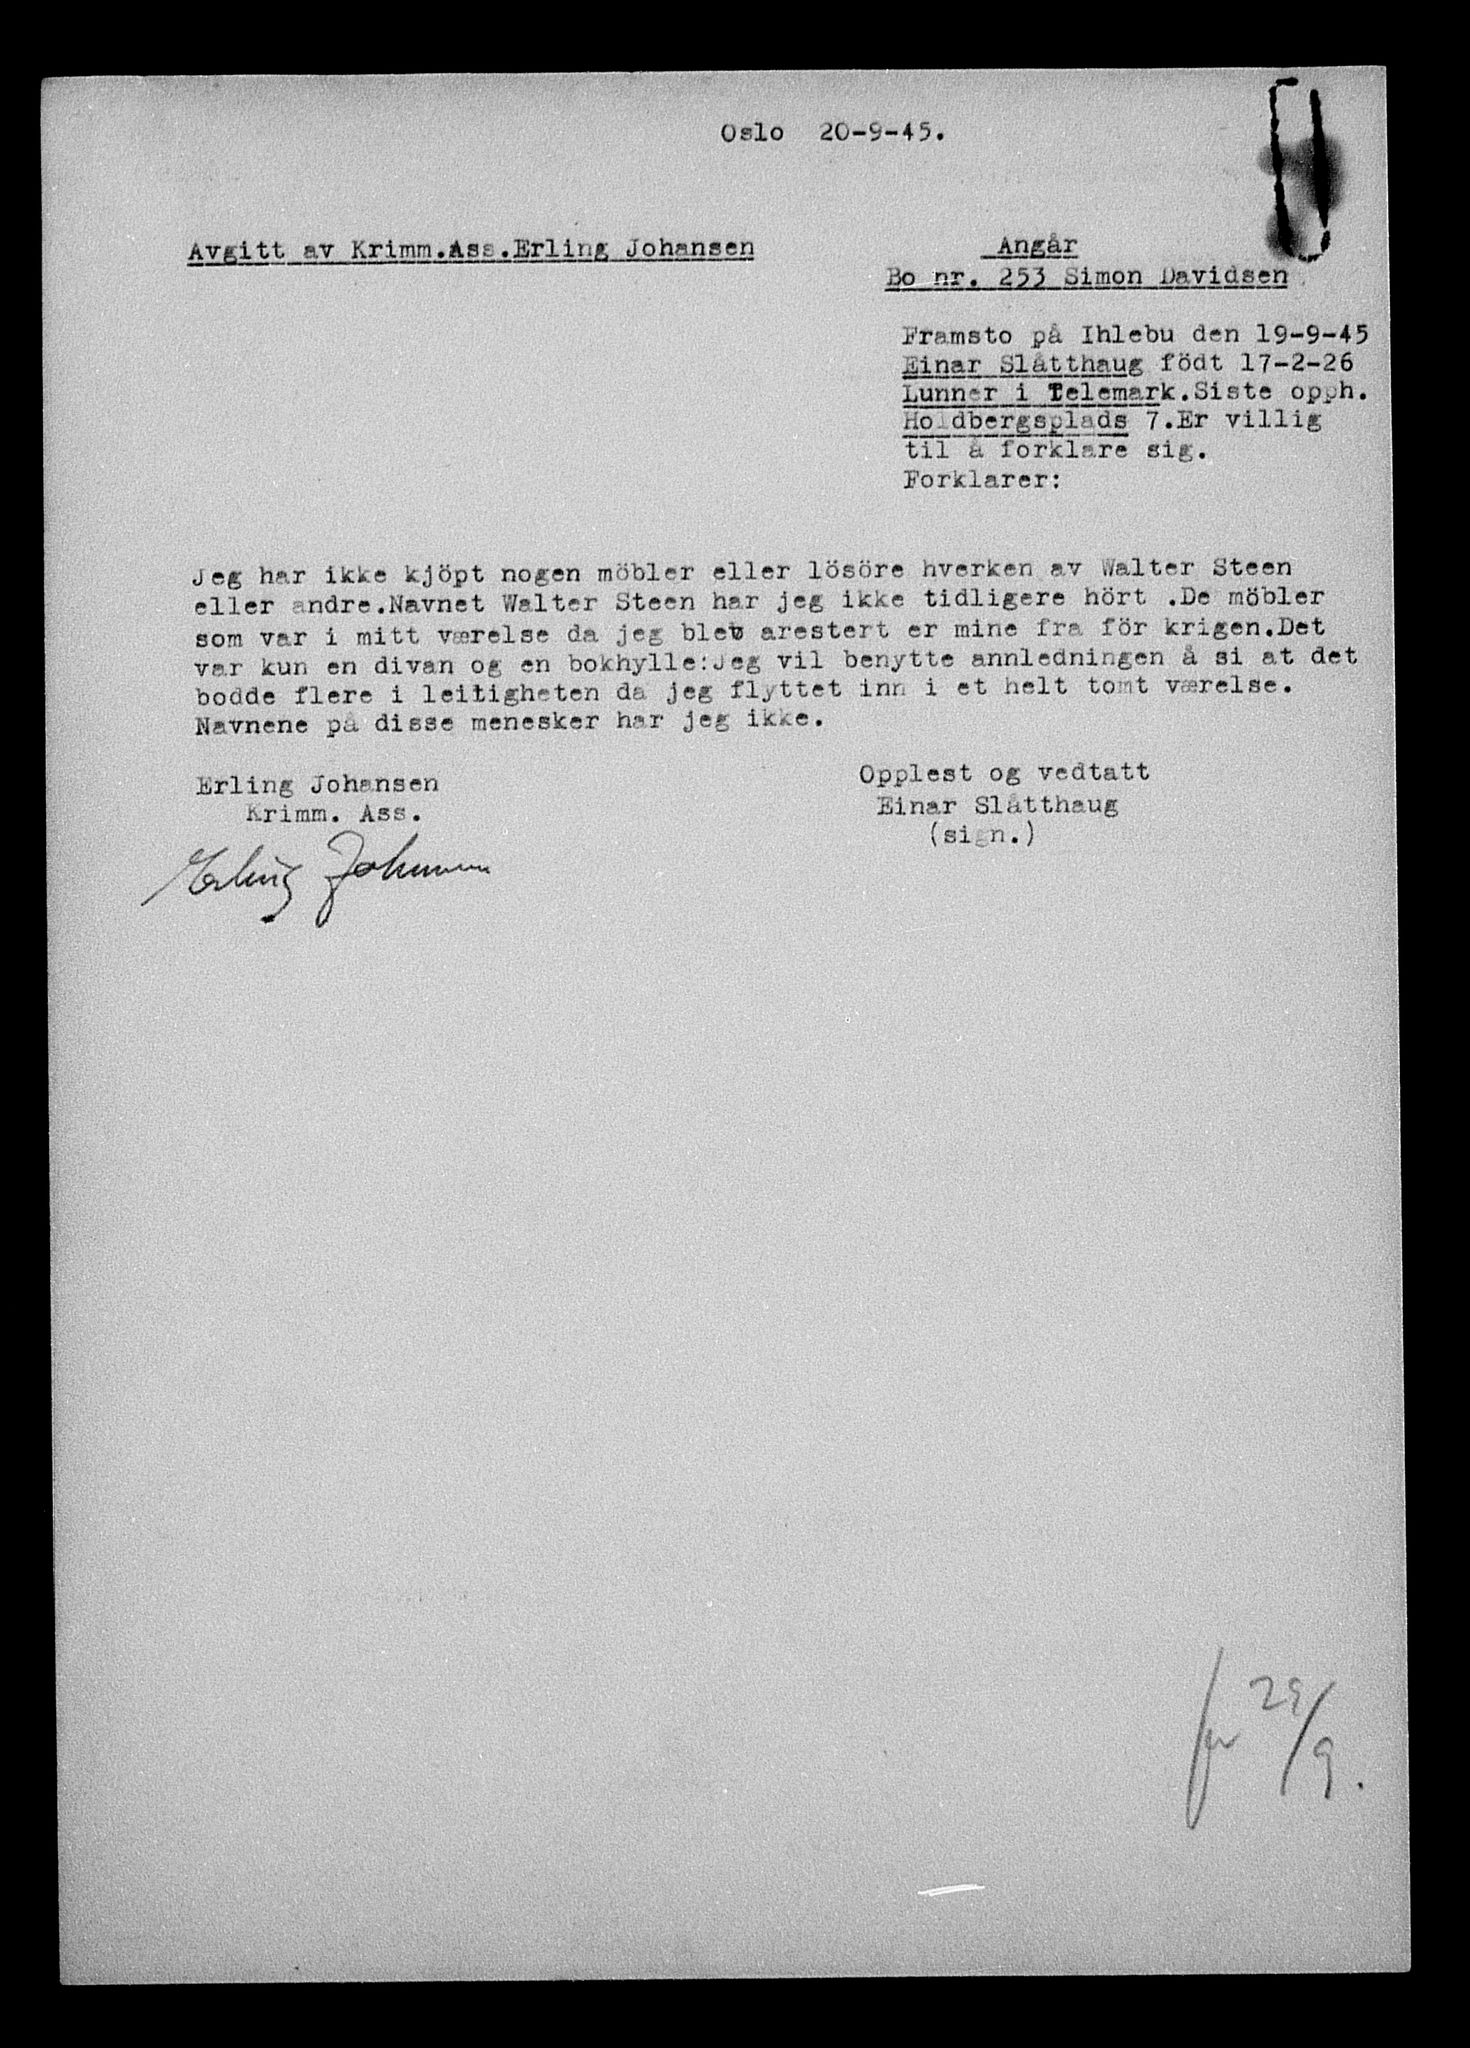 Oslo 20-9-45.
Avgitt av Krimm.Ass.Erling Johansen
Angår
Bo nr. 253 Simon Davidsen
Framsto på Ihlebu den 19-9-45
Einar Slåtthaug födt 17-2-26
Lunner i Telemark.Siste opph.
Holdbergsplads 7.Er villig
til å forklare sig.
Forklarer:
Jeg har ikke kjöpt nogen möbler eller lösöre hverken av Walter Steen
eller andre.Navnet Walter Steen har jeg ikke tidligere hört .De möbler
som var i mitt værelse da jeg blev arestert er mine fra för krigen.Det
var kun en divan og en bokhylle:Jeg vil benytte annledningen å si at det
bodde flere i leitigheten da jeg flyttet inn i et helt tomt værelse.
Navnene på disse menesker har jeg ikke.
Erling Johansen
Krimm. Ass.
Erling Johansen
Opplest og vedtatt
Einar Slåtthaug
(sign.)
29/9.